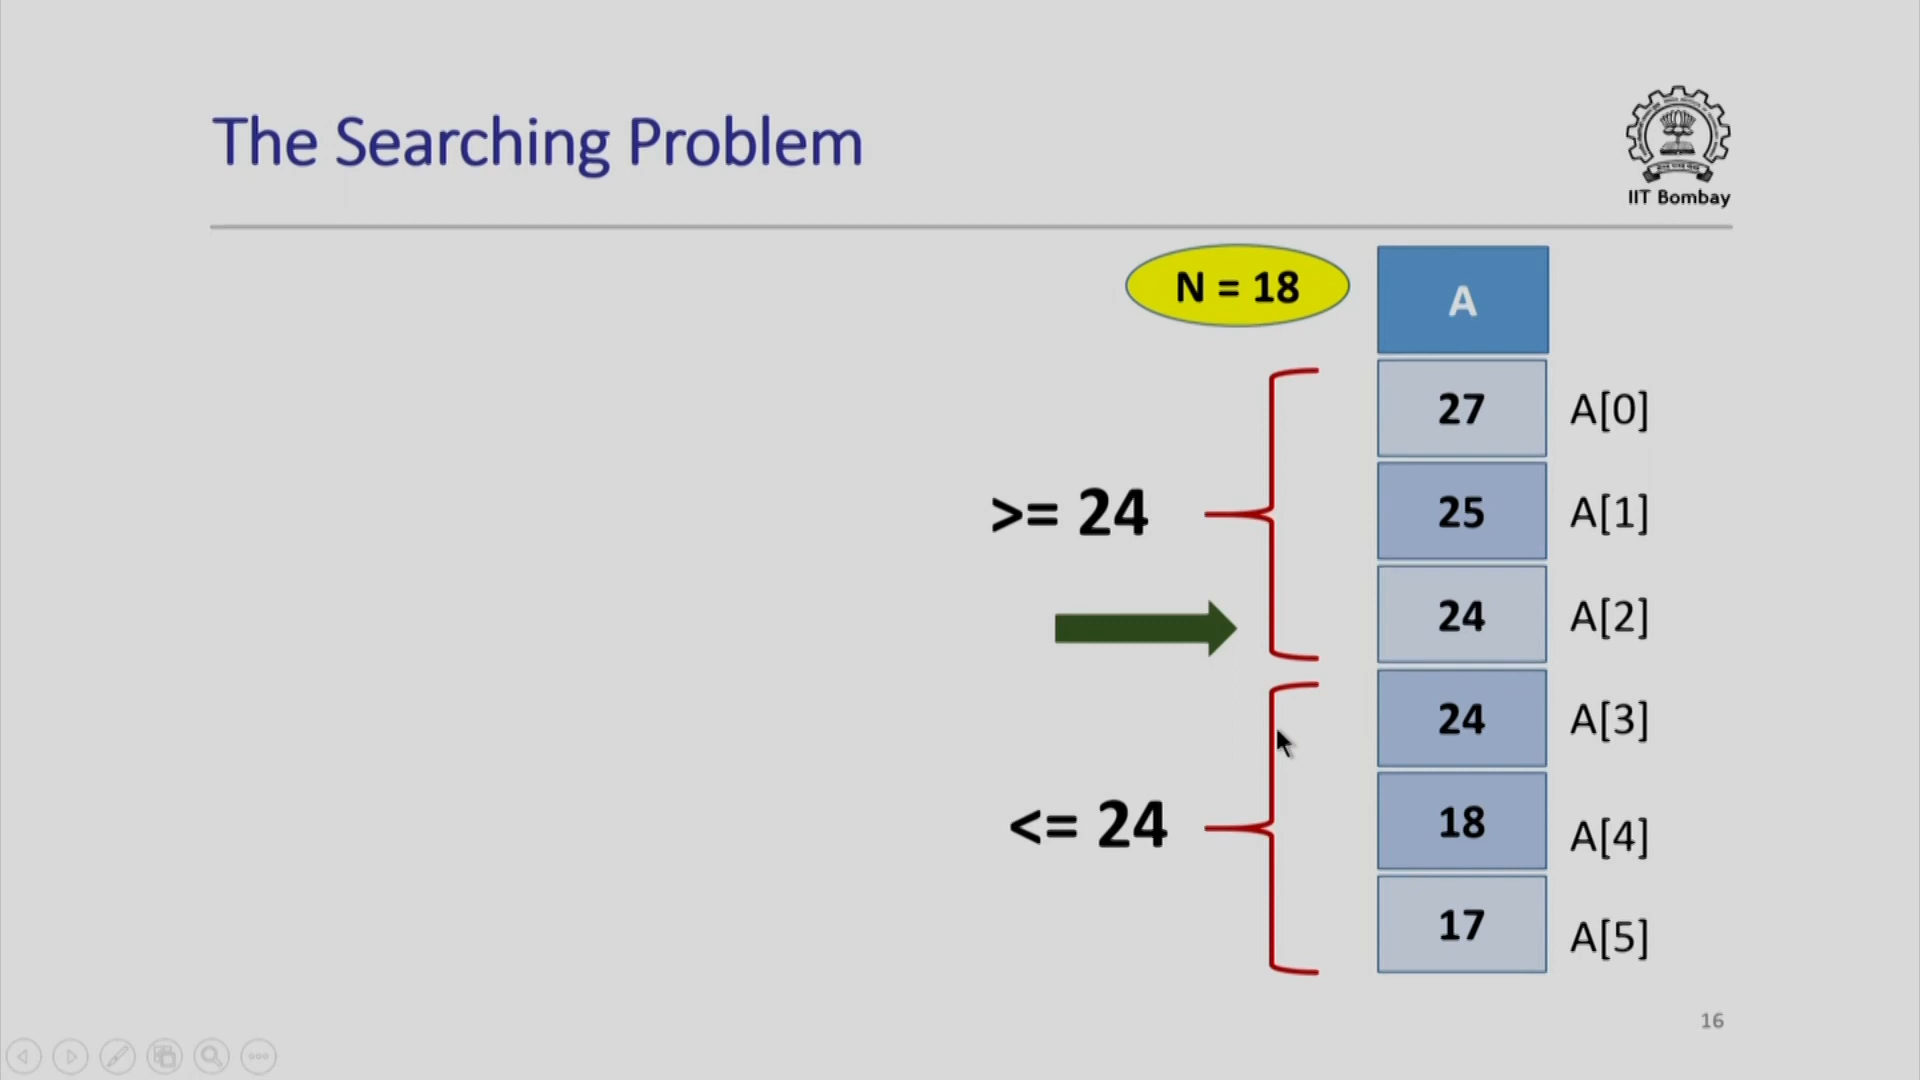 The Searching Problem
IIT Bombay
N = 18
A
27 A[0]
>= 24 25 A[1]
24 A[2]
24 A[3]
<= 24 18 A[4]
17 A[5]
16